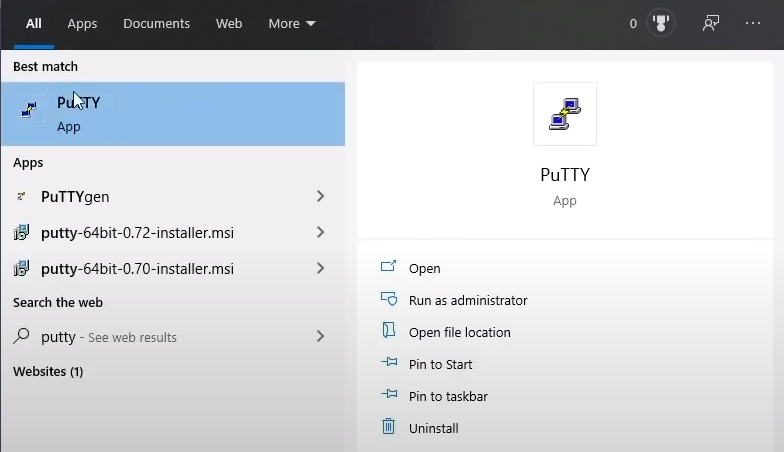 All Apps Documents Web More 0 ...
Best match
PuTTY
App
Apps
PuTTYgen
putty-64bit-0.72-installer.msi
putty-64bit-0.70-installer.msi
Search the web
putty - See web results
Websites (1)
PuTTY
App
Open
Run as administrator
Open file location
Pin to Start
Pin to taskbar
Uninstall